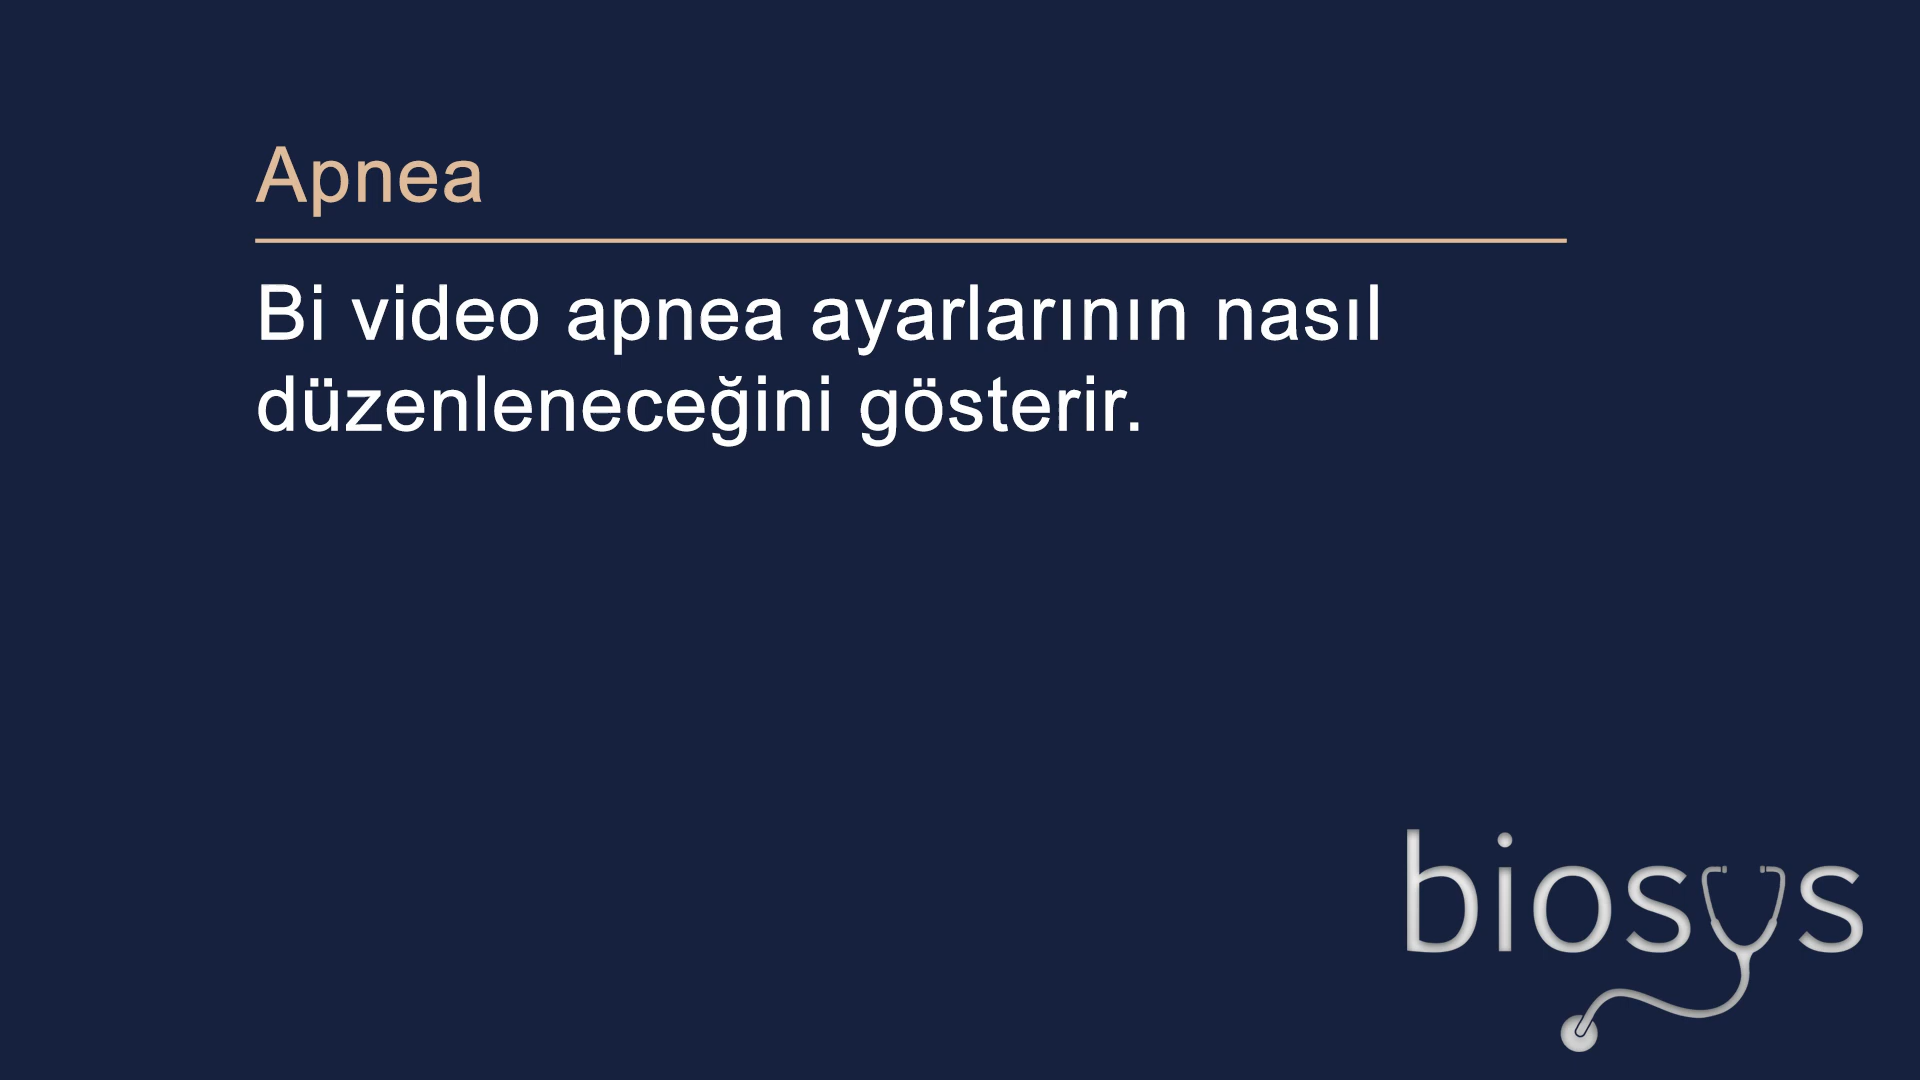 Apnea
Bi video apnea ayarlarının nasıl
düzenleneceğini gösterir.
biosys